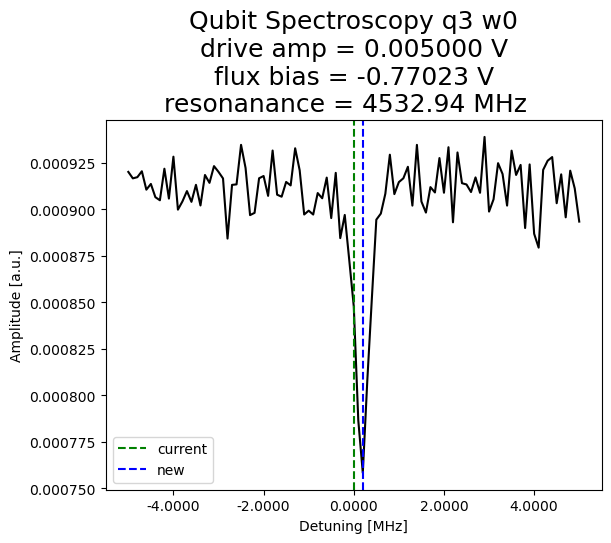 Qubit Spectroscopy q3 w0
drive amp = 0.005000 V
flux bias = -0.77023 V
resonanance = 4532.94 MHz
Amplitude [a.u.]
0.000925
0.000900
0.000875
0.000850
0.000825
0.000800
0.000775
0.000750
current
new
-4.0000 -2.0000 0.0000 2.0000 4.0000
Detuning [MHz]